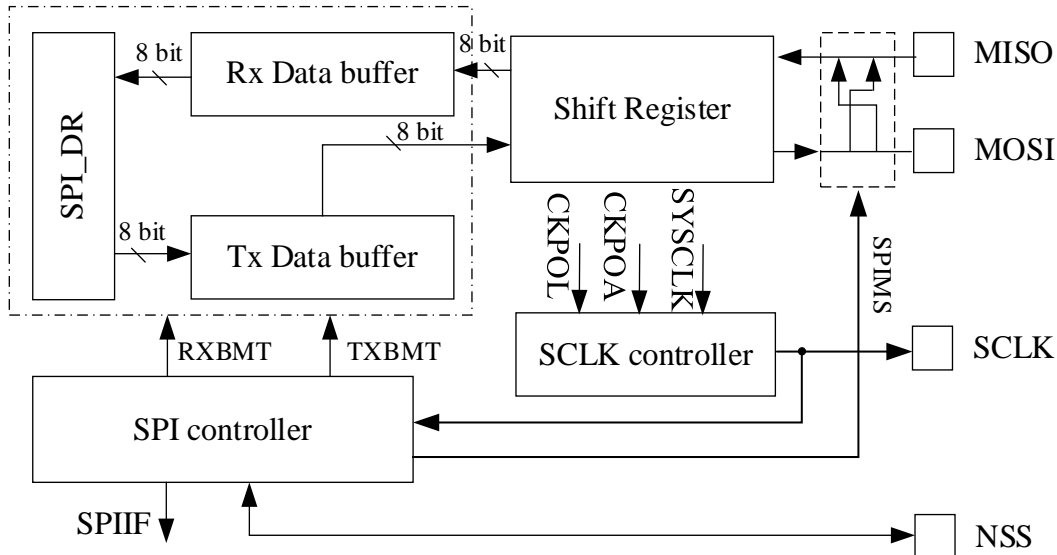 8 bit
Rx Data buffer
8 bit
Shift Register
MISO
8 bit
MOSI
SPI_DR
8 bit
Tx Data buffer
CKPOL
CKPOA
SYSCLK
SPIMS
RXBMT
TXBMT
SCLK controller
SCLK
SPI controller
SPIIF
NSS